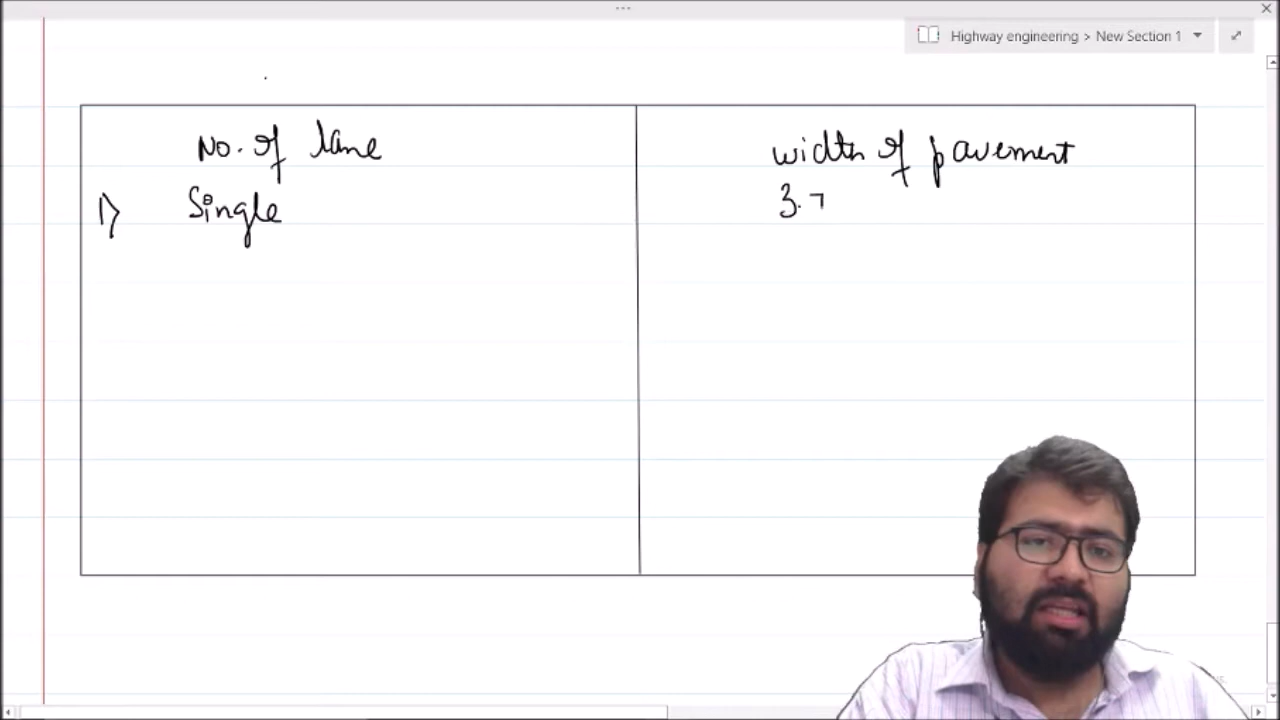 Highway engineering > New Section 1
No. of lane
width of pavement
1) Single
3.7